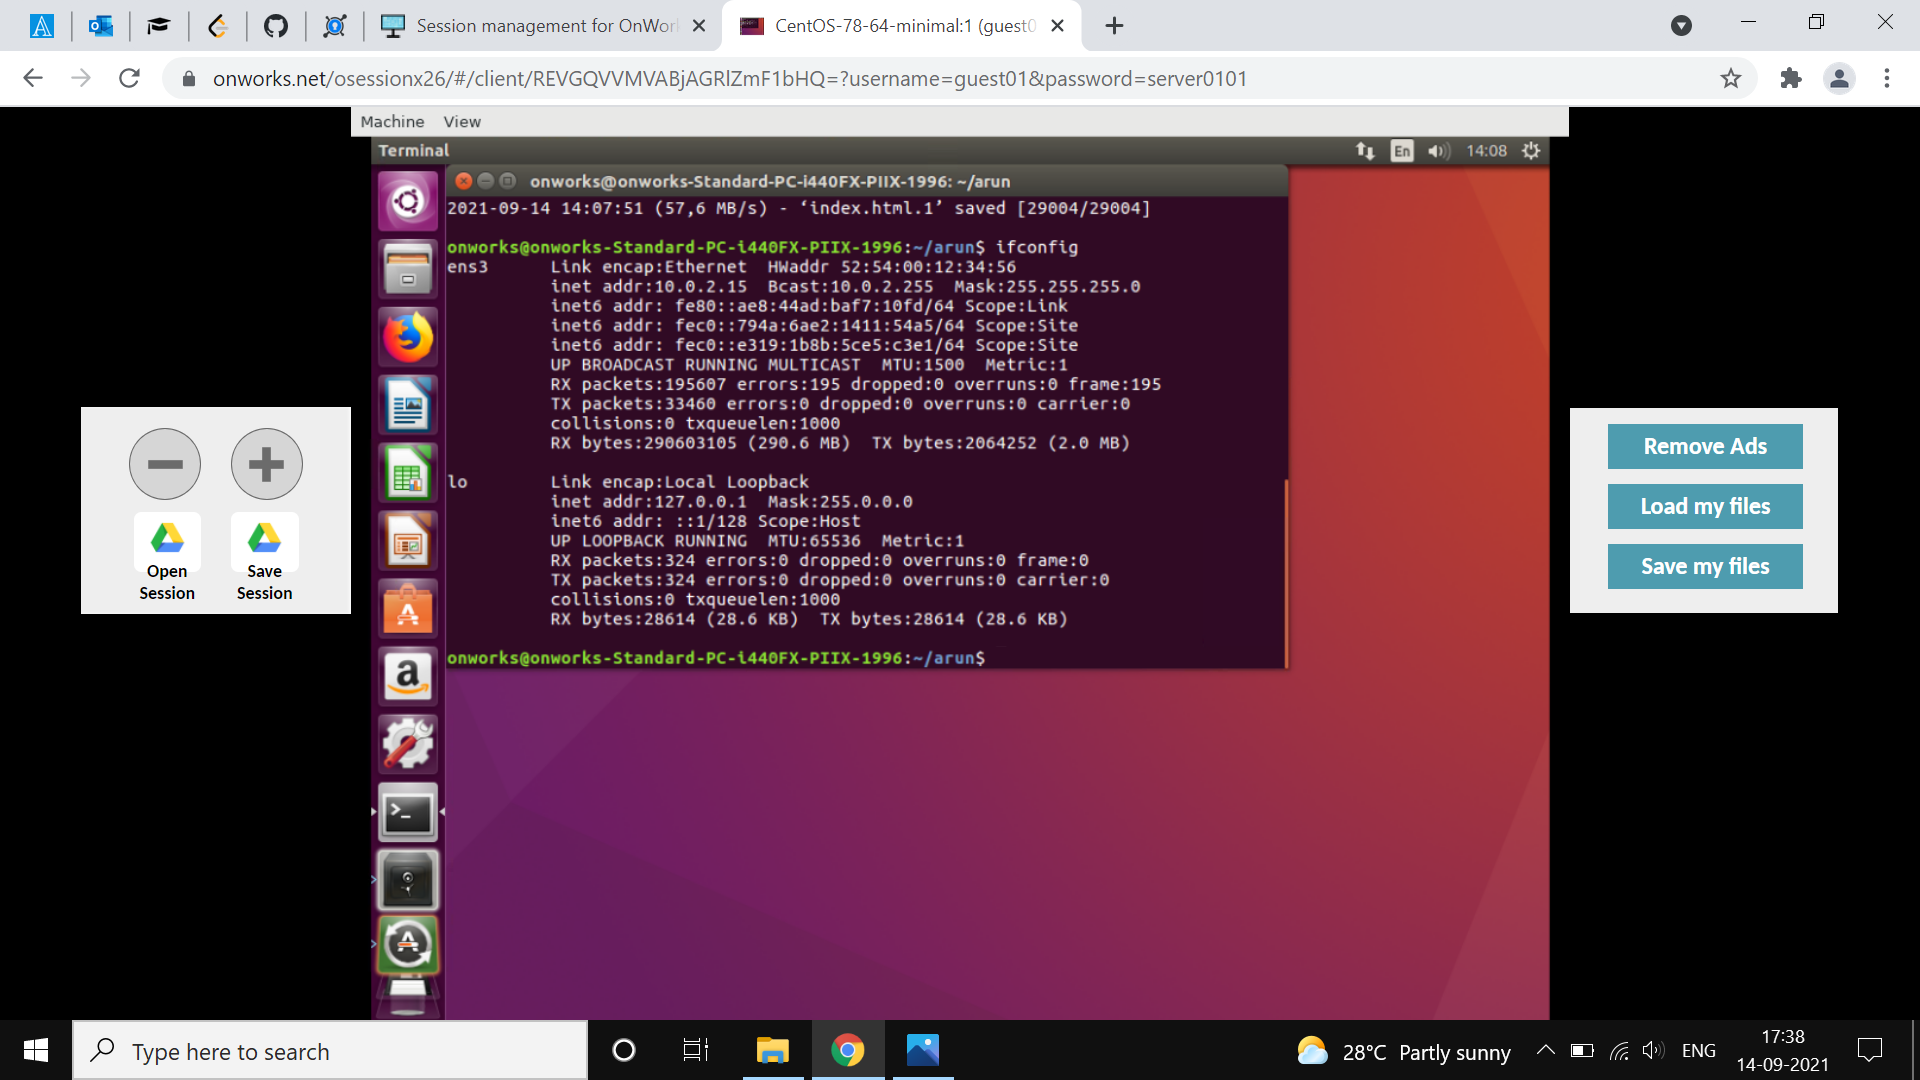 Session management for OnWor
CentOS-78-64-minimal:1 (guest0
onworks.net/osessionx26/#/client/REVGQVVMVABjAGRlZmF1bHQ=?username=guest01&password=server0101
Machine View
Terminal
En
14:08
onworks@onworks-Standard-PC-i440FX-PIIX-1996: ~/arun
2021-09-14 14:07:51 (57,6 MB/s) - ‘index.html.1’ saved [29004/29004]
onworks@onworks-Standard-PC-i440FX-PIIX-1996:~/arun$ ifconfig
ens3 Link encap:Ethernet HWaddr 52:54:00:12:34:56
inet addr:10.0.2.15 Bcast:10.0.2.255 Mask:255.255.255.0
inet6 addr: fe80::ae8:44ad:baf7:10fd/64 Scope:Link
inet6 addr: fec0::794a:6ae2:1411:54a5/64 Scope:Site
inet6 addr: fec0::e319:1b8b:5ce5:c3e1/64 Scope:Site
UP BROADCAST RUNNING MULTICAST MTU:1500 Metric:1
RX packets:195607 errors:195 dropped:0 overruns:0 frame:195
TX packets:33460 errors:0 dropped:0 overruns:0 carrier:0
collisions:0 txqueuelen:1000
RX bytes:290603105 (290.6 MB) TX bytes:2064252 (2.0 MB)
lo Link encap:Local Loopback
inet addr:127.0.0.1 Mask:255.0.0.0
inet6 addr: ::1/128 Scope:Host
UP LOOPBACK RUNNING MTU:65536 Metric:1
RX packets:324 errors:0 dropped:0 overruns:0 frame:0
TX packets:324 errors:0 dropped:0 overruns:0 carrier:0
collisions:0 txqueuelen:1000
RX bytes:28614 (28.6 KB) TX bytes:28614 (28.6 KB)
onworks@onworks-Standard-PC-i440FX-PIIX-1996:~/arun$
Open
Session
Save
Session
Remove Ads
Load my files
Save my files
Type here to search
28°C Partly sunny
ENG
17:38
14-09-2021